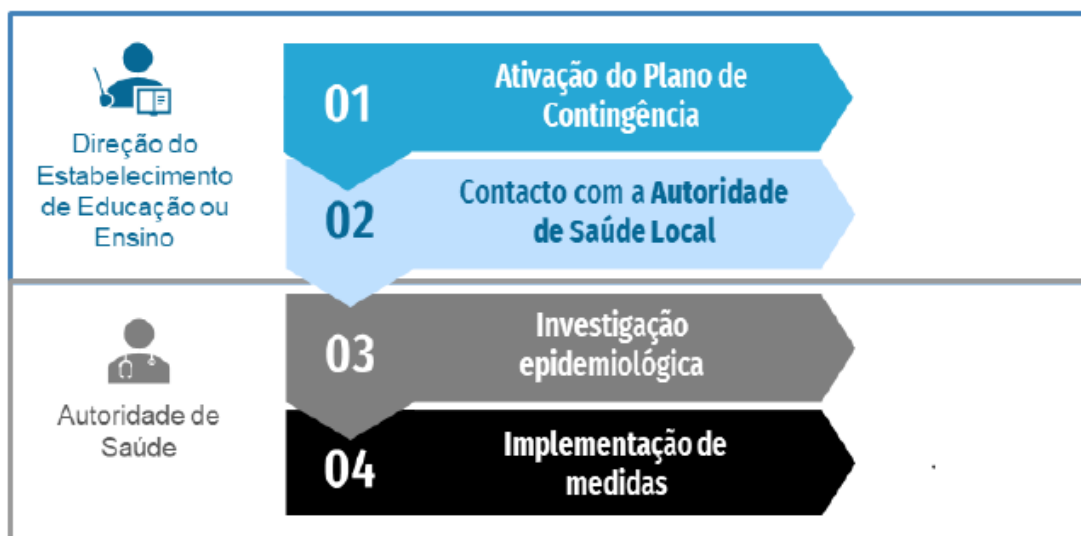 Direção do
Estabelecimento
de Educação ou
Ensino
01
Ativação do Plano de
Contingência
02
Contacto com a Autoridade
de Saúde Local
Autoridade de
Saúde
03
Investigação
epidemiológica
04
Implementação de
medidas